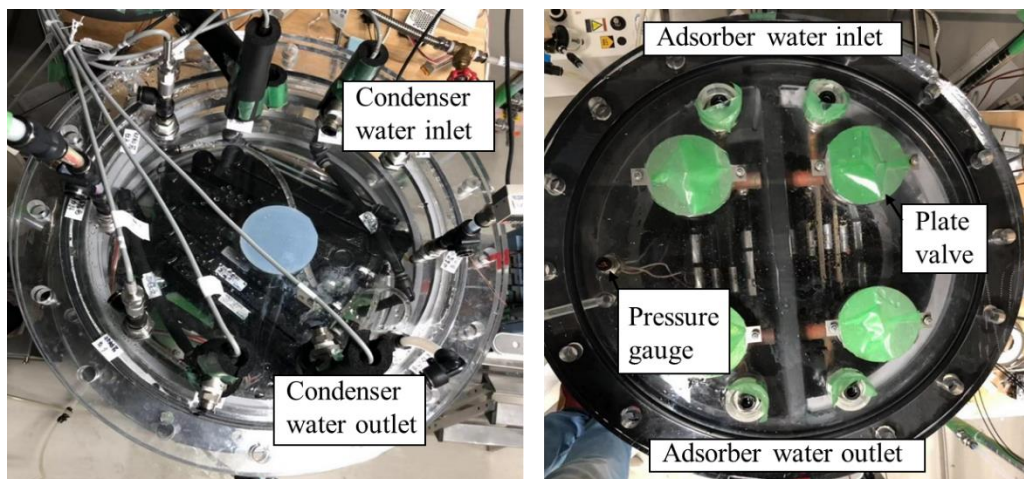 Condenser
water inlet
Condenser
water outlet
Adsorber water inlet
Plate
valve
Pressure
gauge
Adsorber water outlet